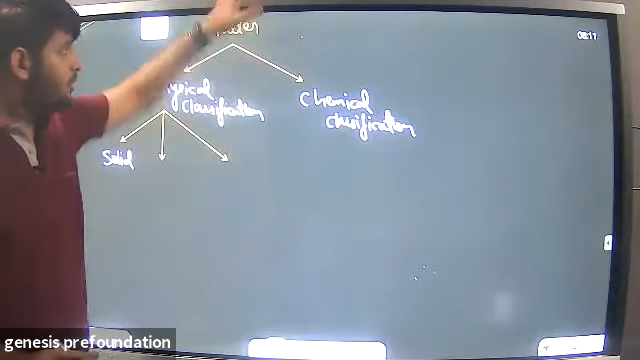 08:11
Chemical
classification
classification
Solid
genesis prefoundation